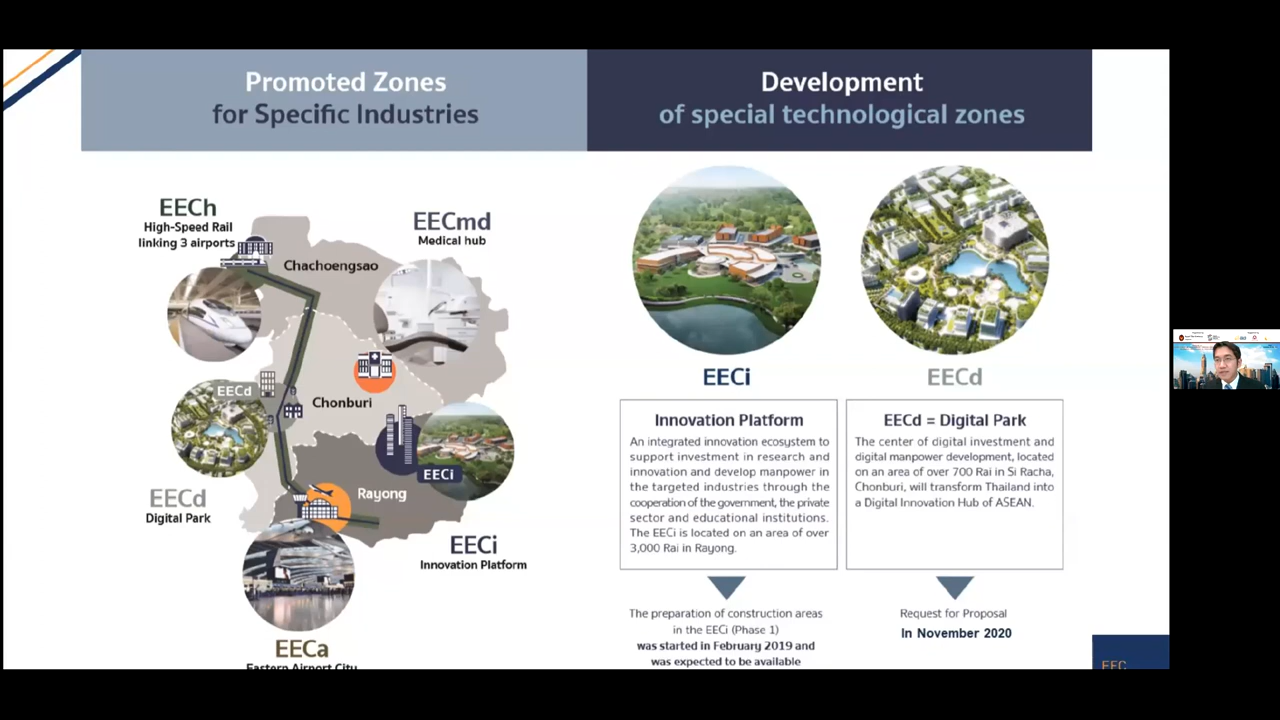 Promoted Zones
for Specific Industries
Development
of special technological zones
EECh
High-Speed Rail
linking 3 airports
EECmd
Medical hub
Chachoengsao
EECd
Chonburi
EECi
EECd
Digital Park
Rayong
EECi
Innovation Platform
EECa
Eastern Airport City
EECi
Innovation Platform
An integrated innovation ecosystem to
support investment in research and
innovation and develop manpower in
the targeted industries through the
cooperation of the government, the private
sector and educational institutions.
The EECi is located on an area of over
3,000 Rai in Rayong.
The preparation of construction areas
in the EECi (Phase 1)
was started in February 2019 and
was expected to be available
EECd
EECd = Digital Park
The center of digital investment and
digital manpower development, located
on an area of over 700 Rai in Si Racha,
Chonburi, will transform Thailand into
a Digital Innovation Hub of ASEAN.
Request for Proposal
In November 2020
EEC